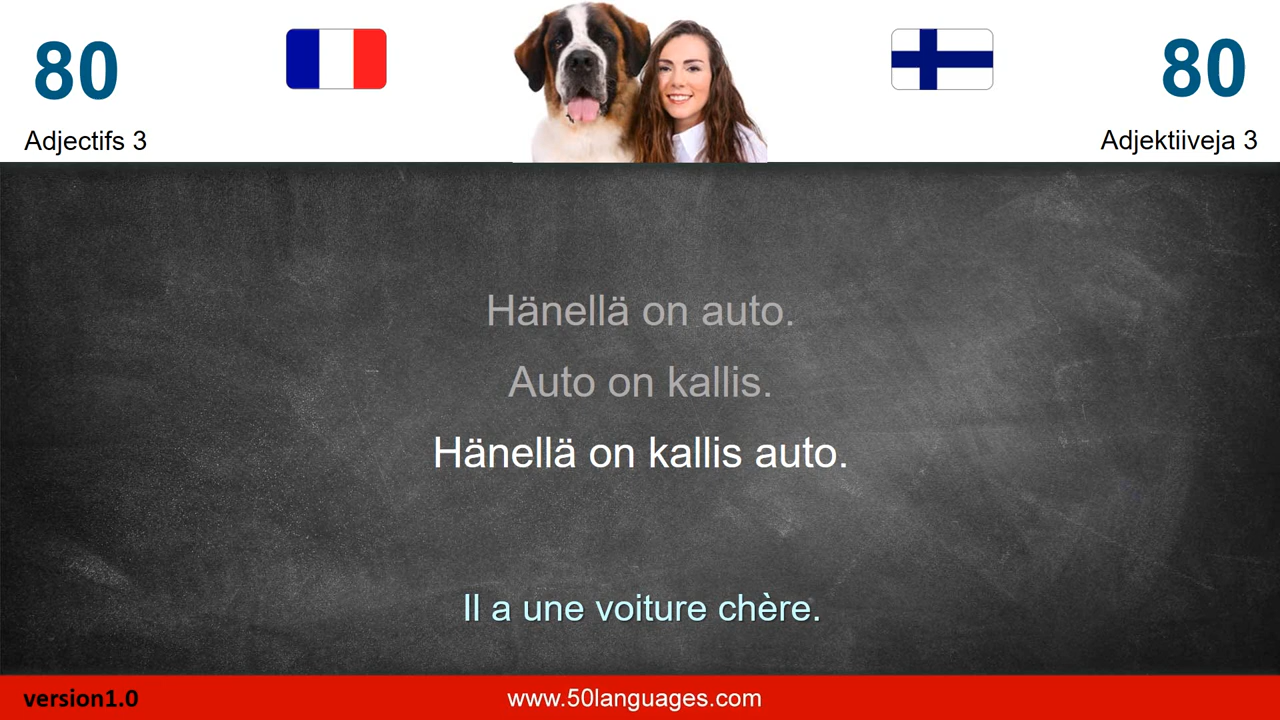 80
80
Adjectifs 3
Adjektiiveja 3
Hänellä on auto.
Auto on kallis.
Hänellä on kallis auto.
Il a une voiture chère.
version1.0
www.50languages.com